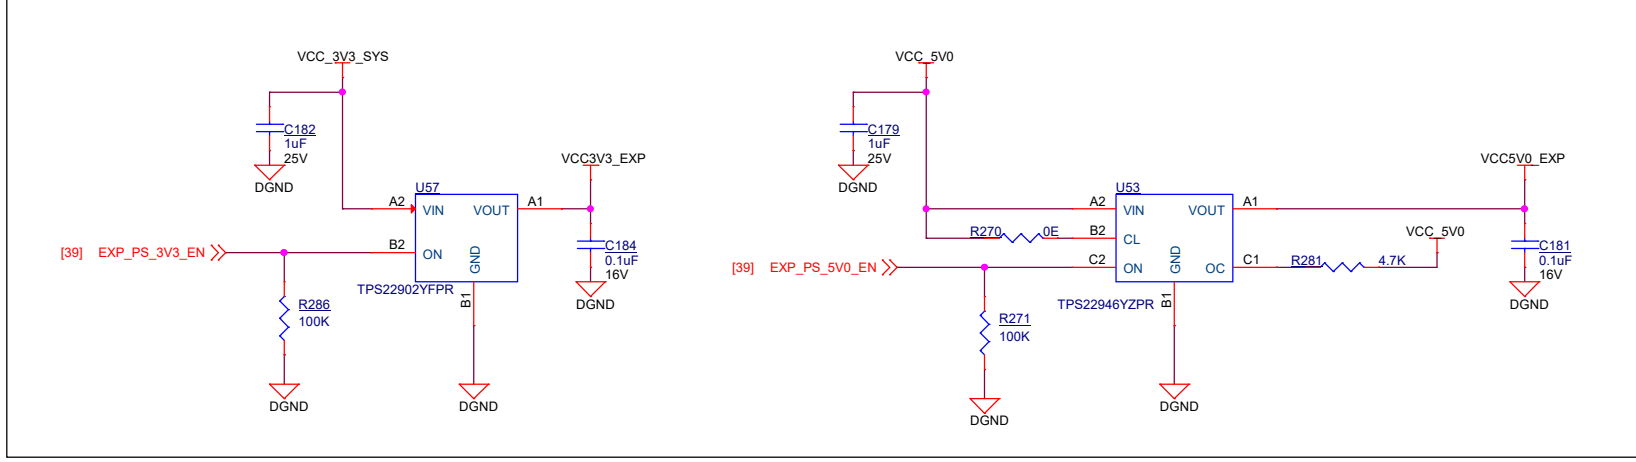 VCC_3V3_SYS
C182
1uF
25V
DGND
VCC3V3_EXP
U57
A2
VIN
VOUT
A1
[39] EXP_PS_3V3_EN
B2
ON
GND
B1
TPS22902YFPR
C184
0.1uF
16V
DGND
R286
100K
DGND
DGND
VCC_5V0
C179
1uF
25V
DGND
VCC5V0_EXP
U53
A2
VIN
VOUT
A1
R270
0E
B2
CL
[39] EXP_PS_5V0_EN
C2
ON
GND
OC
C1
R281
4.7K
VCC_5V0
B1
TPS22946YZPR
C181
0.1uF
16V
DGND
R271
100K
DGND
DGND